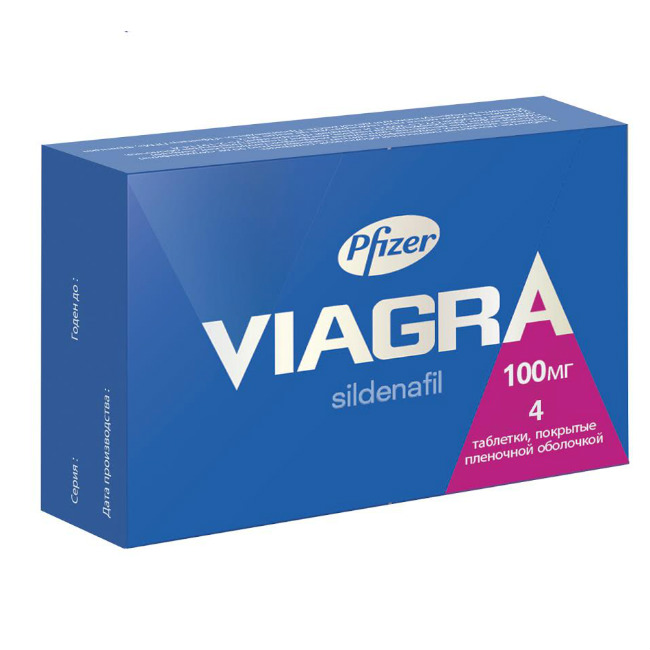 Pfizer
VIAGRA
sildenafil
100мг
4
таблетки, покрытые
пленочной оболочкой
Годен до :
Серия :
Дата производства :